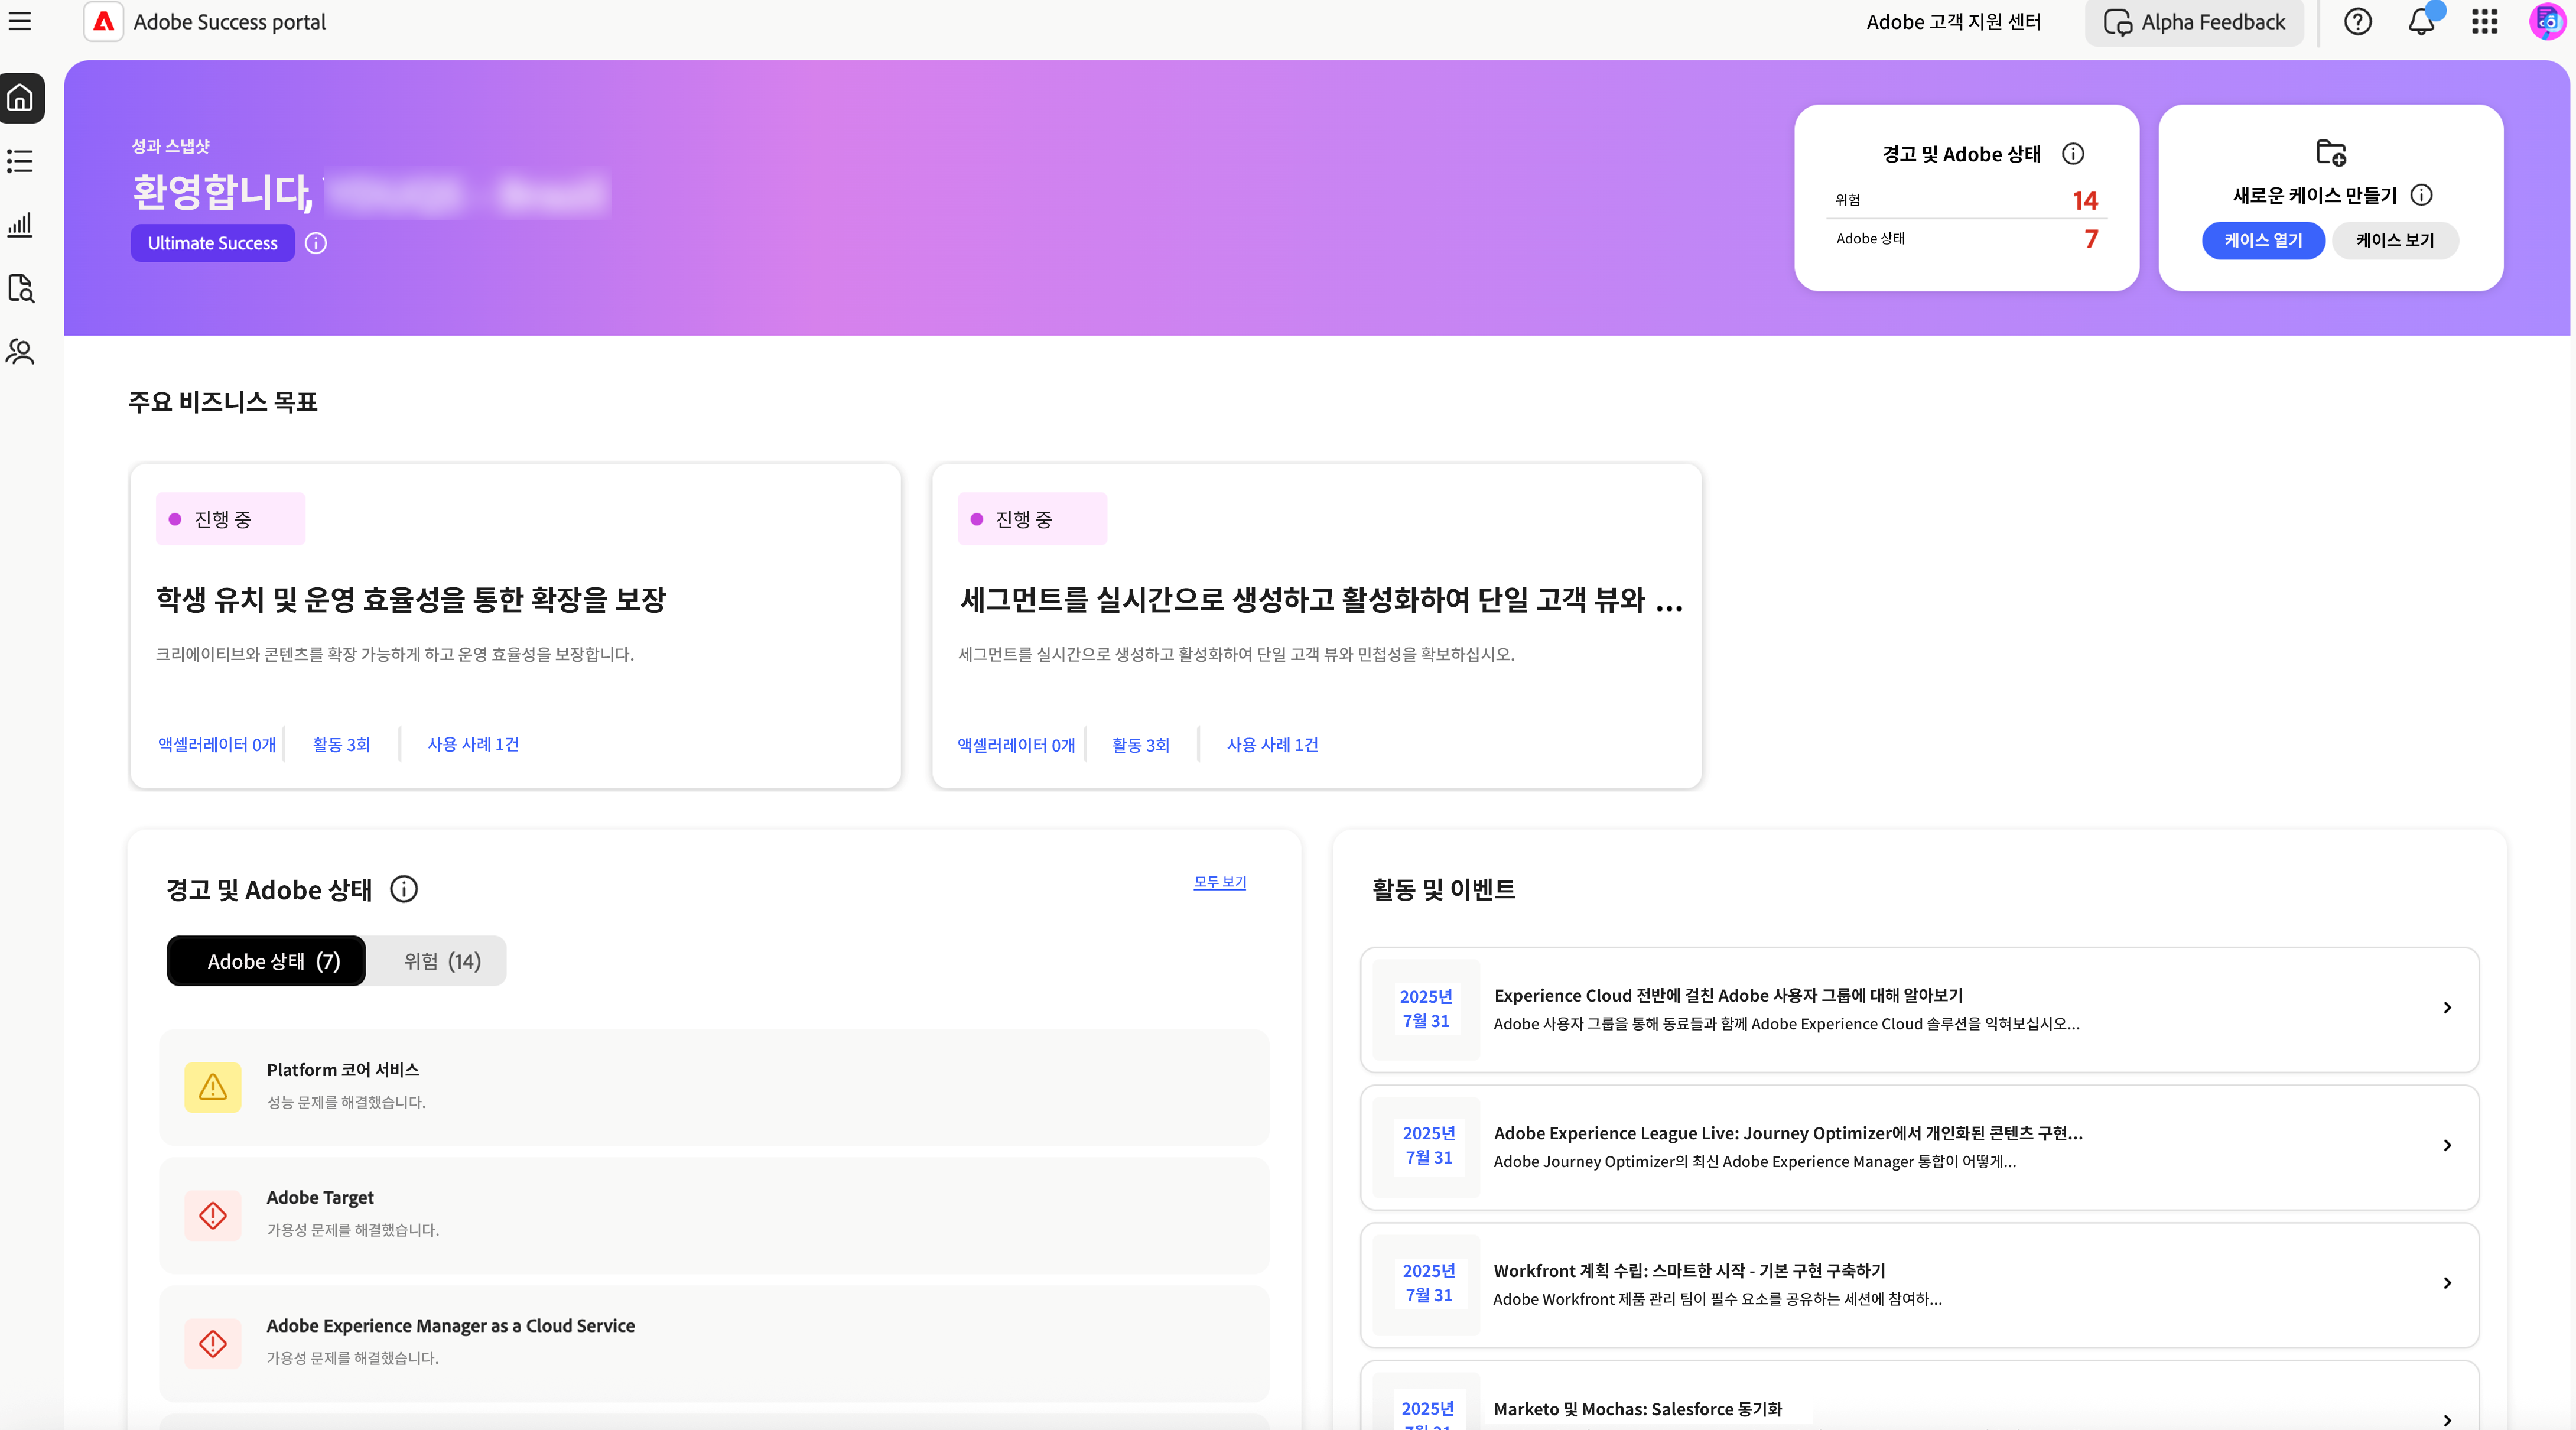 Adobe Success portal
Adobe 고객 지원 센터
Alpha Feedback
성과 스냅샷
환영합니다,
Ultimate Success
경고 및 Adobe 상태
위험 14
Adobe 상태 7
새로운 케이스 만들기
케이스 열기
케이스 보기
주요 비즈니스 목표
진행 중
학생 유치 및 운영 효율성을 통한 확장을 보장
크리에이티브와 콘텐츠를 확장 가능하게 하고 운영 효율성을 보장합니다.
액셀러레이터 0개
활동 3회
사용 사례 1건
진행 중
세그먼트를 실시간으로 생성하고 활성화하여 단일 고객 뷰와 ...
세그먼트를 실시간으로 생성하고 활성화하여 단일 고객 뷰와 민첩성을 확보하십시오.
액셀러레이터 0개
활동 3회
사용 사례 1건
경고 및 Adobe 상태
모두 보기
Adobe 상태 (7)
위험 (14)
Platform 코어 서비스
성능 문제를 해결했습니다.
Adobe Target
가용성 문제를 해결했습니다.
Adobe Experience Manager as a Cloud Service
가용성 문제를 해결했습니다.
활동 및 이벤트
2025년
7월 31
Experience Cloud 전반에 걸친 Adobe 사용자 그룹에 대해 알아보기
Adobe 사용자 그룹을 통해 동료들과 함께 Adobe Experience Cloud 솔루션을 익혀보십시오...
2025년
7월 31
Adobe Experience League Live: Journey Optimizer에서 개인화된 콘텐츠 구현...
Adobe Journey Optimizer의 최신 Adobe Experience Manager 통합이 어떻게...
2025년
7월 31
Workfront 계획 수립: 스마트한 시작 - 기본 구현 구축하기
Adobe Workfront 제품 관리 팀이 필수 요소를 공유하는 세션에 참여하...
2025년
7월 31
Marketo 및 Mochas: Salesforce 동기화